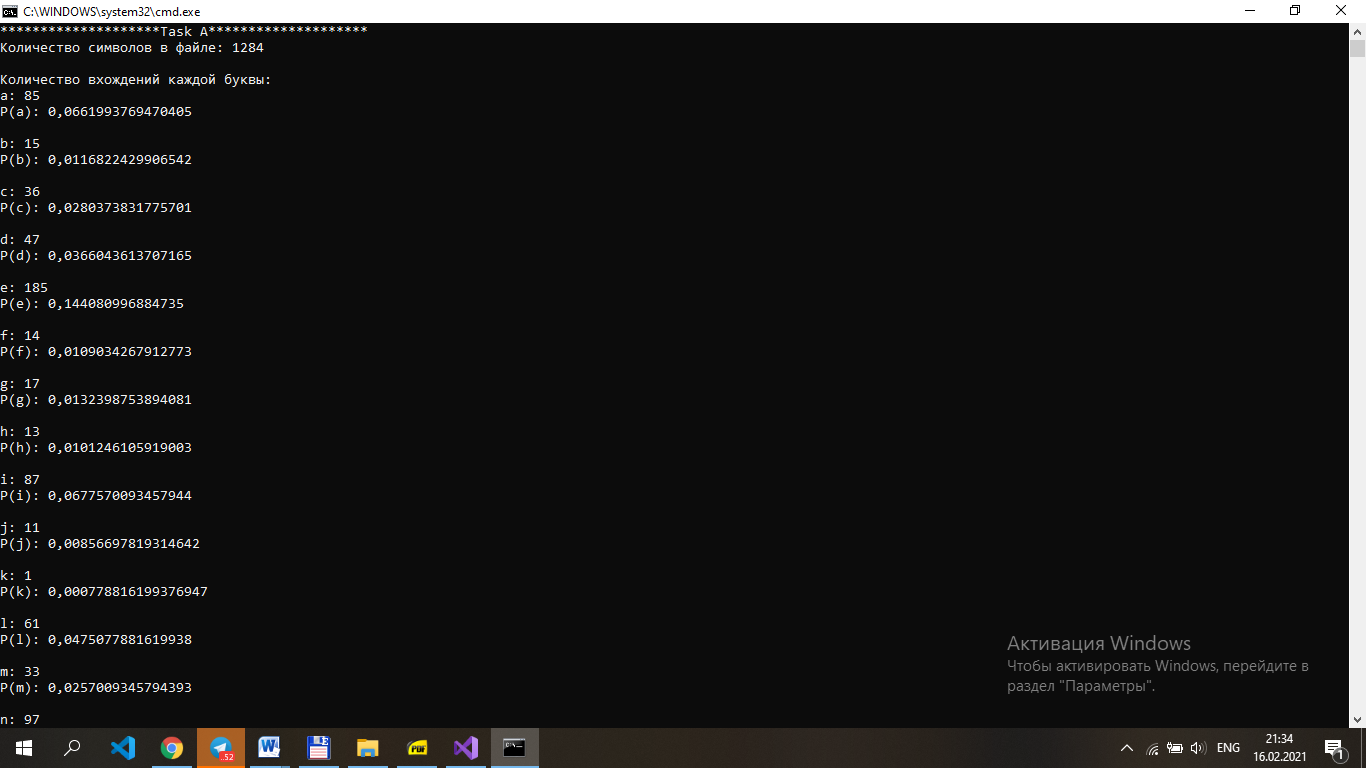 C:\WINDOWS\system32\cmd.exe
********************Task A********************
Количество символов в файле: 1284
Количество вхождений каждой буквы:
a: 85
P(a): 0,0661993769470405
b: 15
P(b): 0,0116822429906542
c: 36
P(c): 0,0280373831775701
d: 47
P(d): 0,0366043613707165
e: 185
P(e): 0,144080996884735
f: 14
P(f): 0,0109034267912773
g: 17
P(g): 0,0132398753894081
h: 13
P(h): 0,0101246105919003
i: 87
P(i): 0,0677570093457944
j: 11
P(j): 0,00856697819314642
k: 1
P(k): 0,000778816199376947
l: 61
P(l): 0,0475077881619938
m: 33
P(m): 0,0257009345794393
n: 97
Активация Windows
Чтобы активировать Windows, перейдите в
раздел "Параметры".
ENG
21:34
16.02.2021
1
..52
W
PDF
C:\.